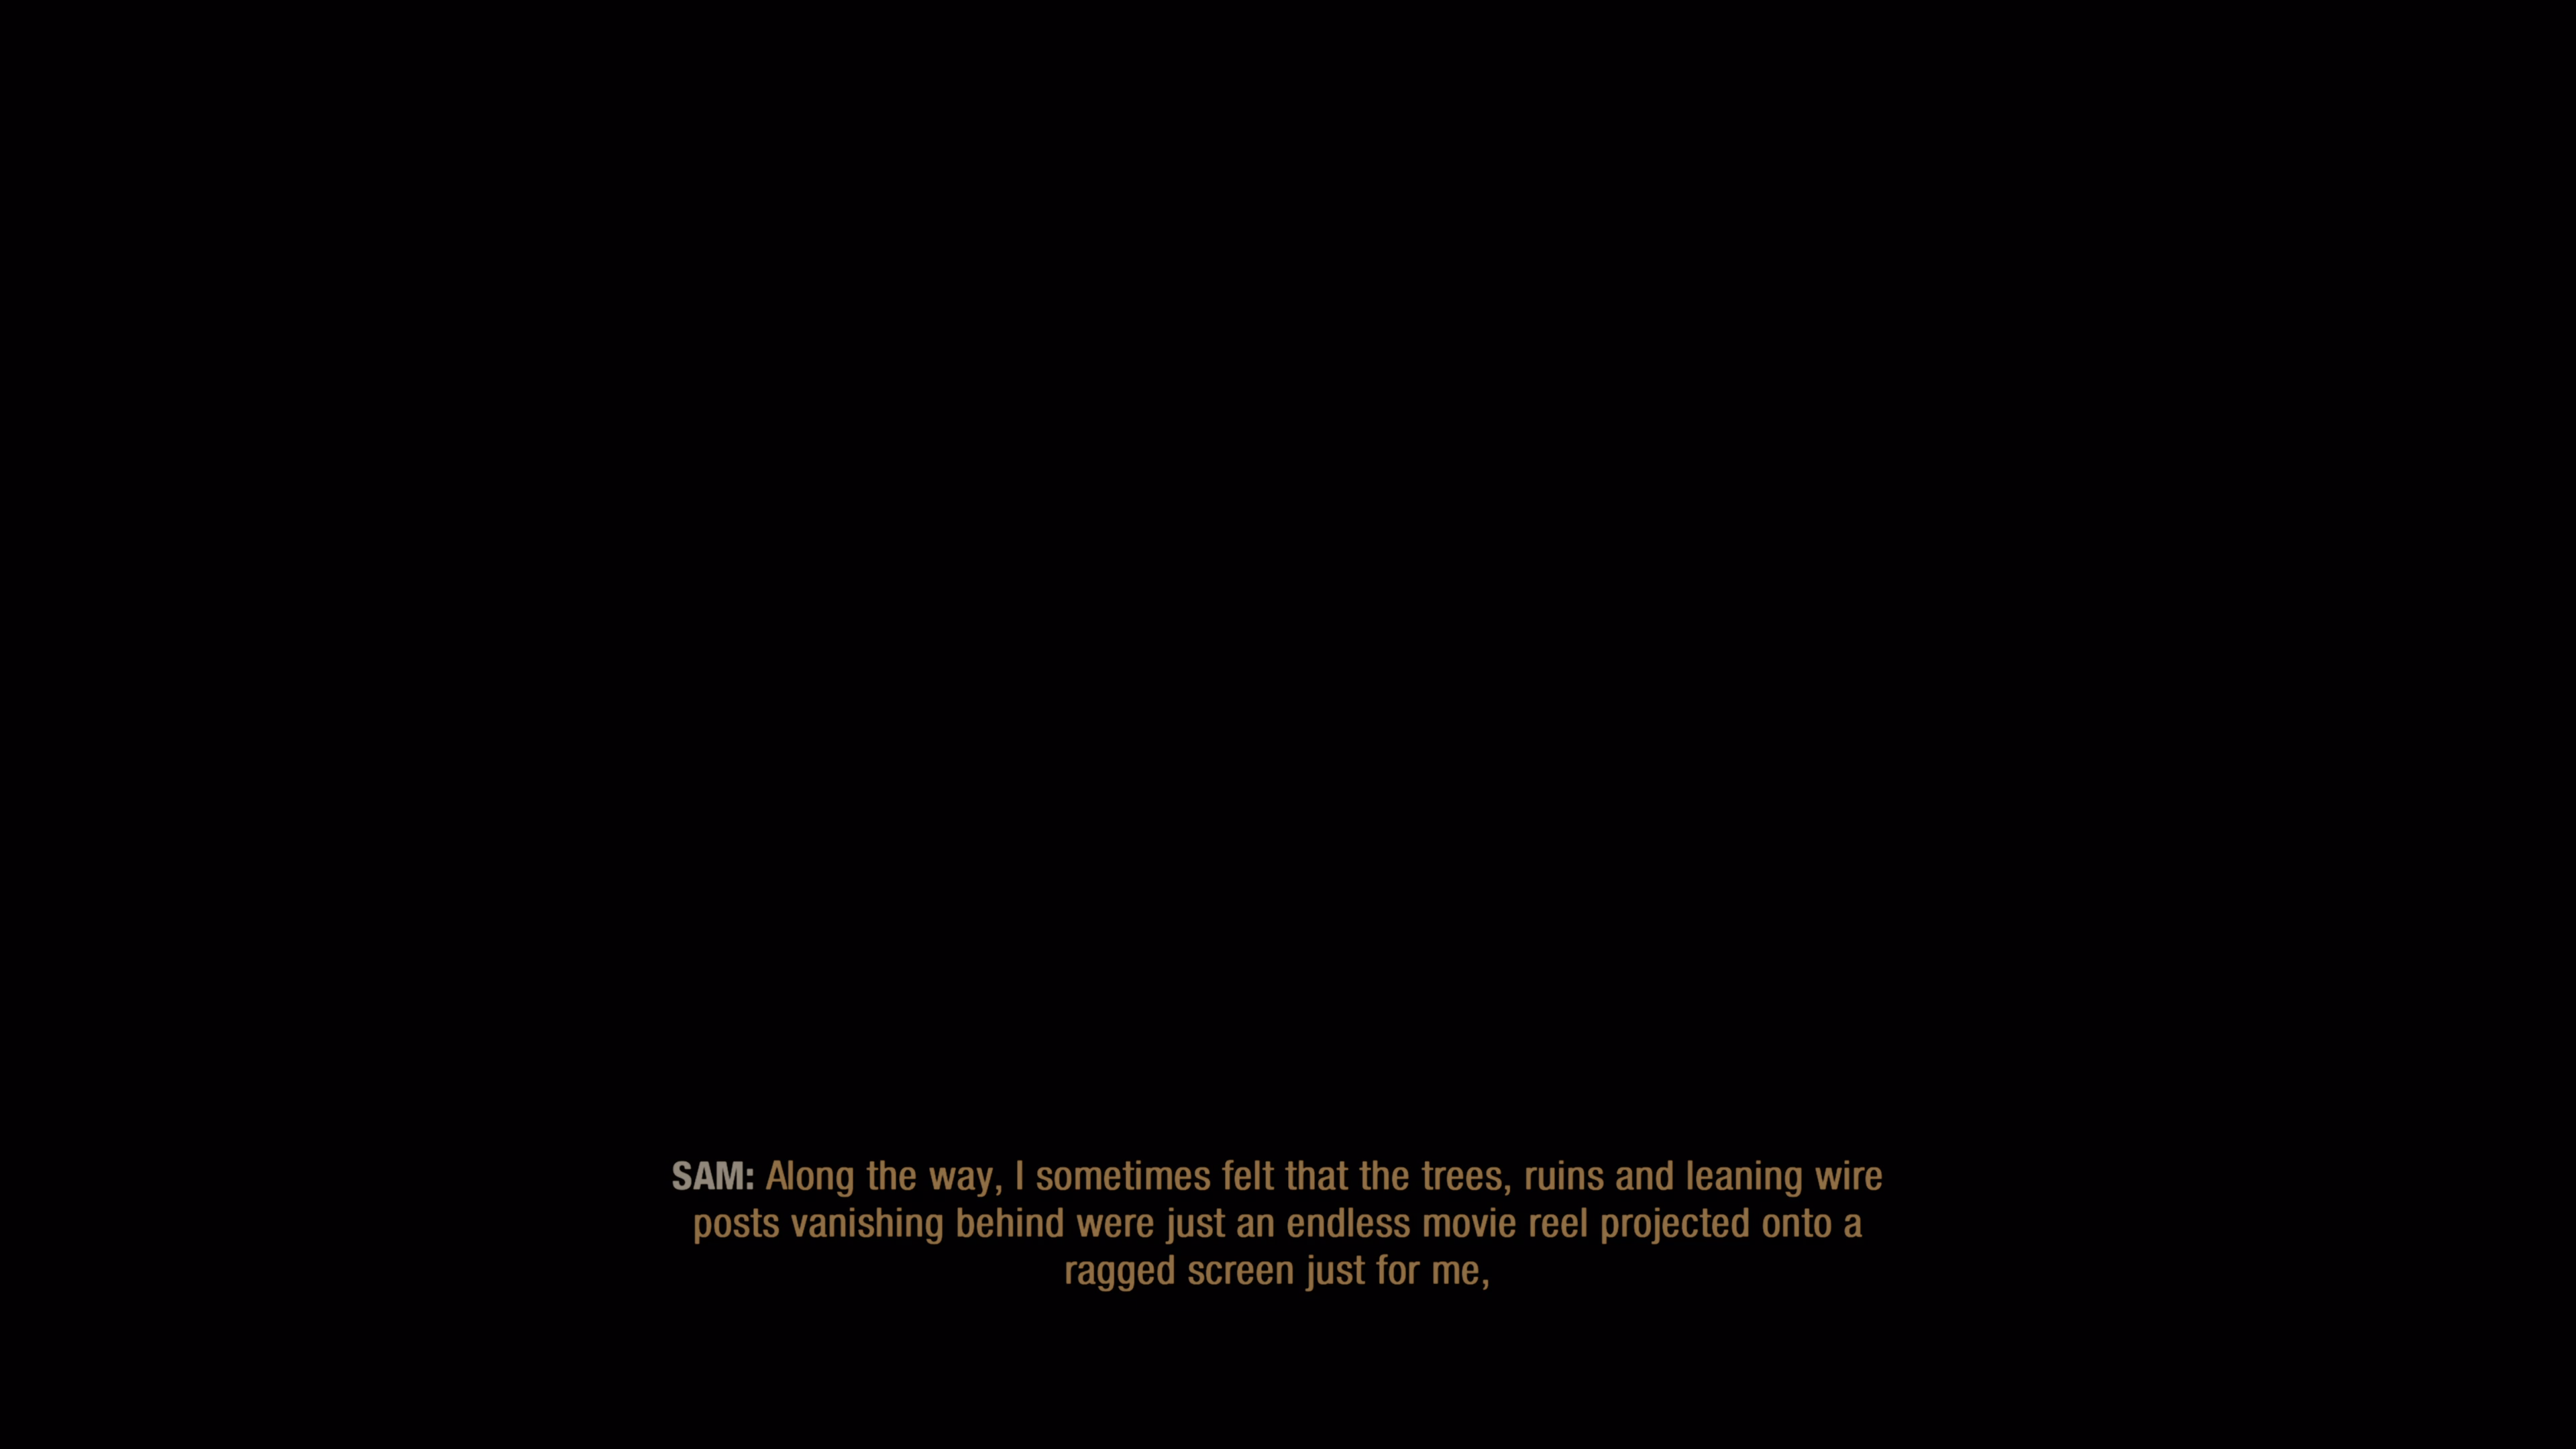 SAM: Along the way, I sometimes felt that the trees, ruins and leaning wire
posts vanishing behind were just an endless movie reel projected onto a
ragged screen just for me,